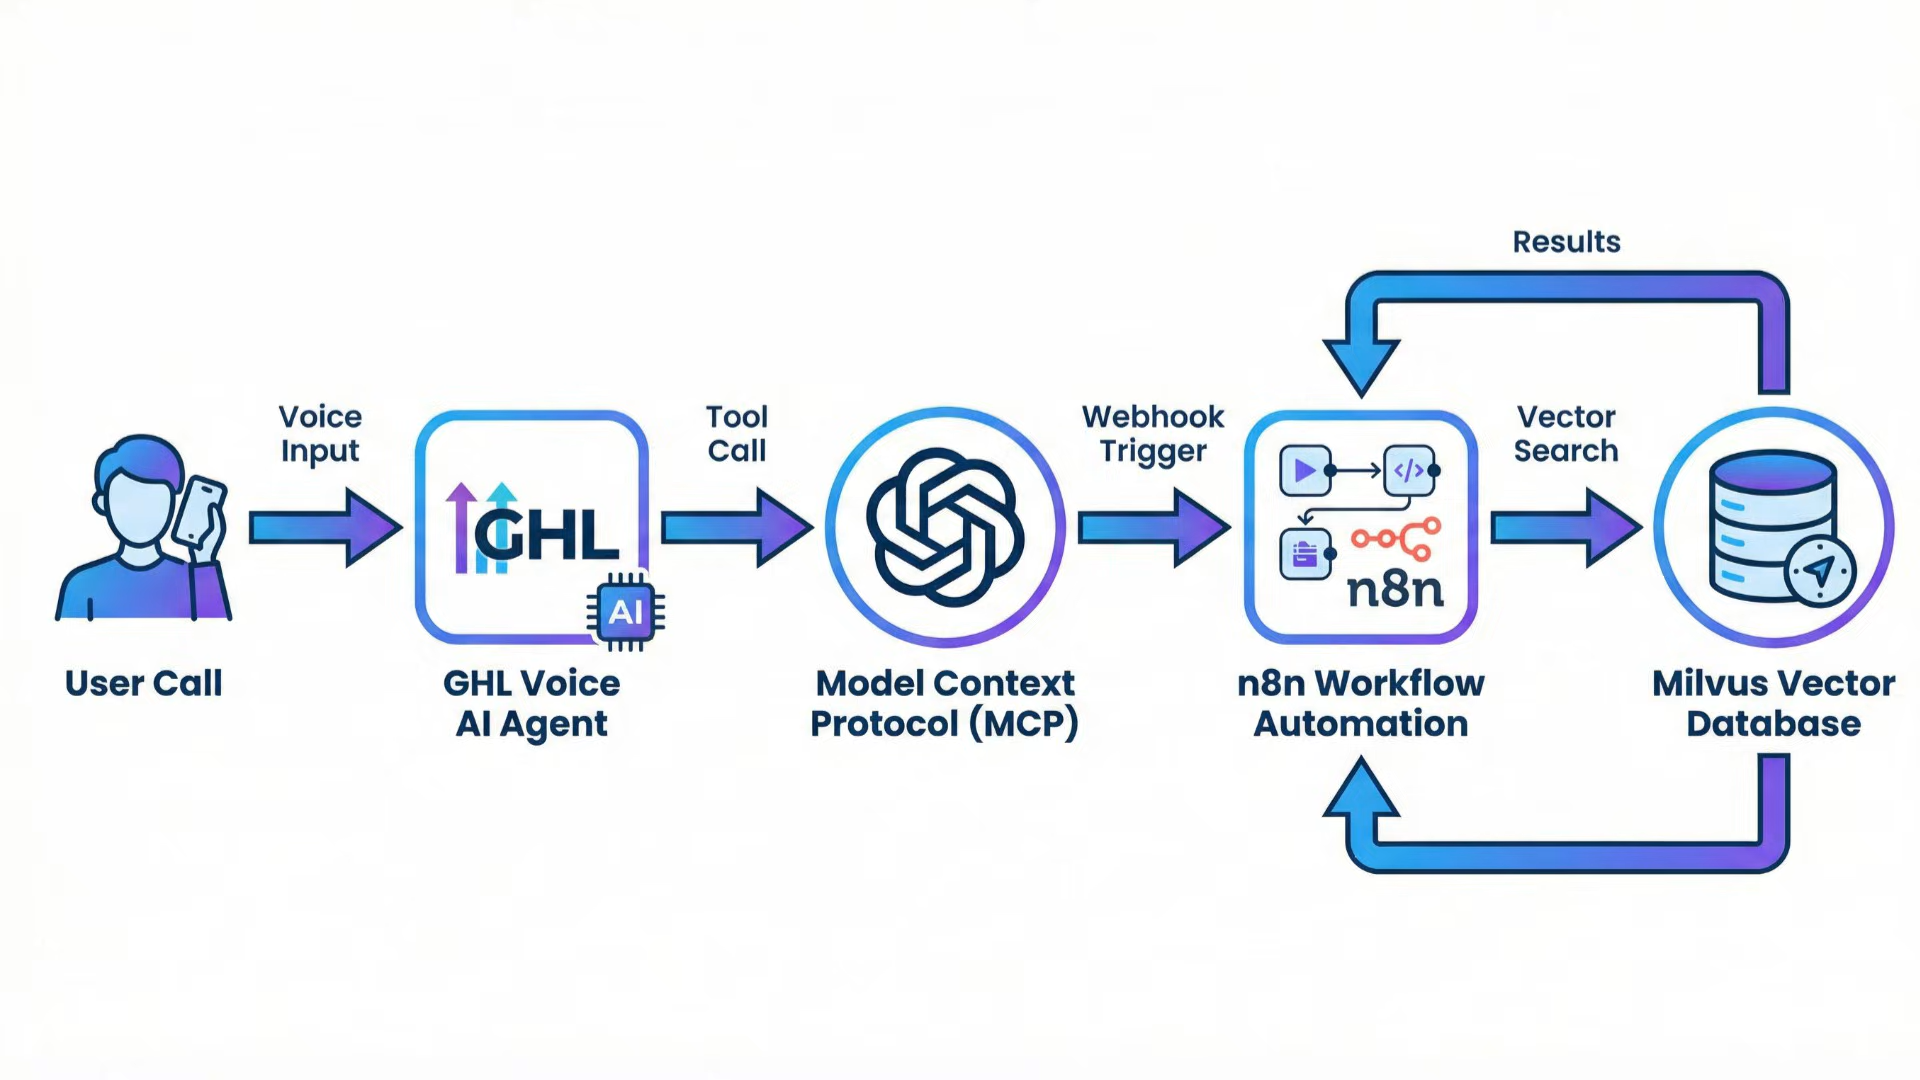 Results
Voice
Input
Tool
Call
Webhook
Trigger
Vector
Search
GHL
AI
</>
n8n
User Call
GHL Voice
AI Agent
Model Context
Protocol (MCP)
n8n Workflow
Automation
Milvus Vector
Database